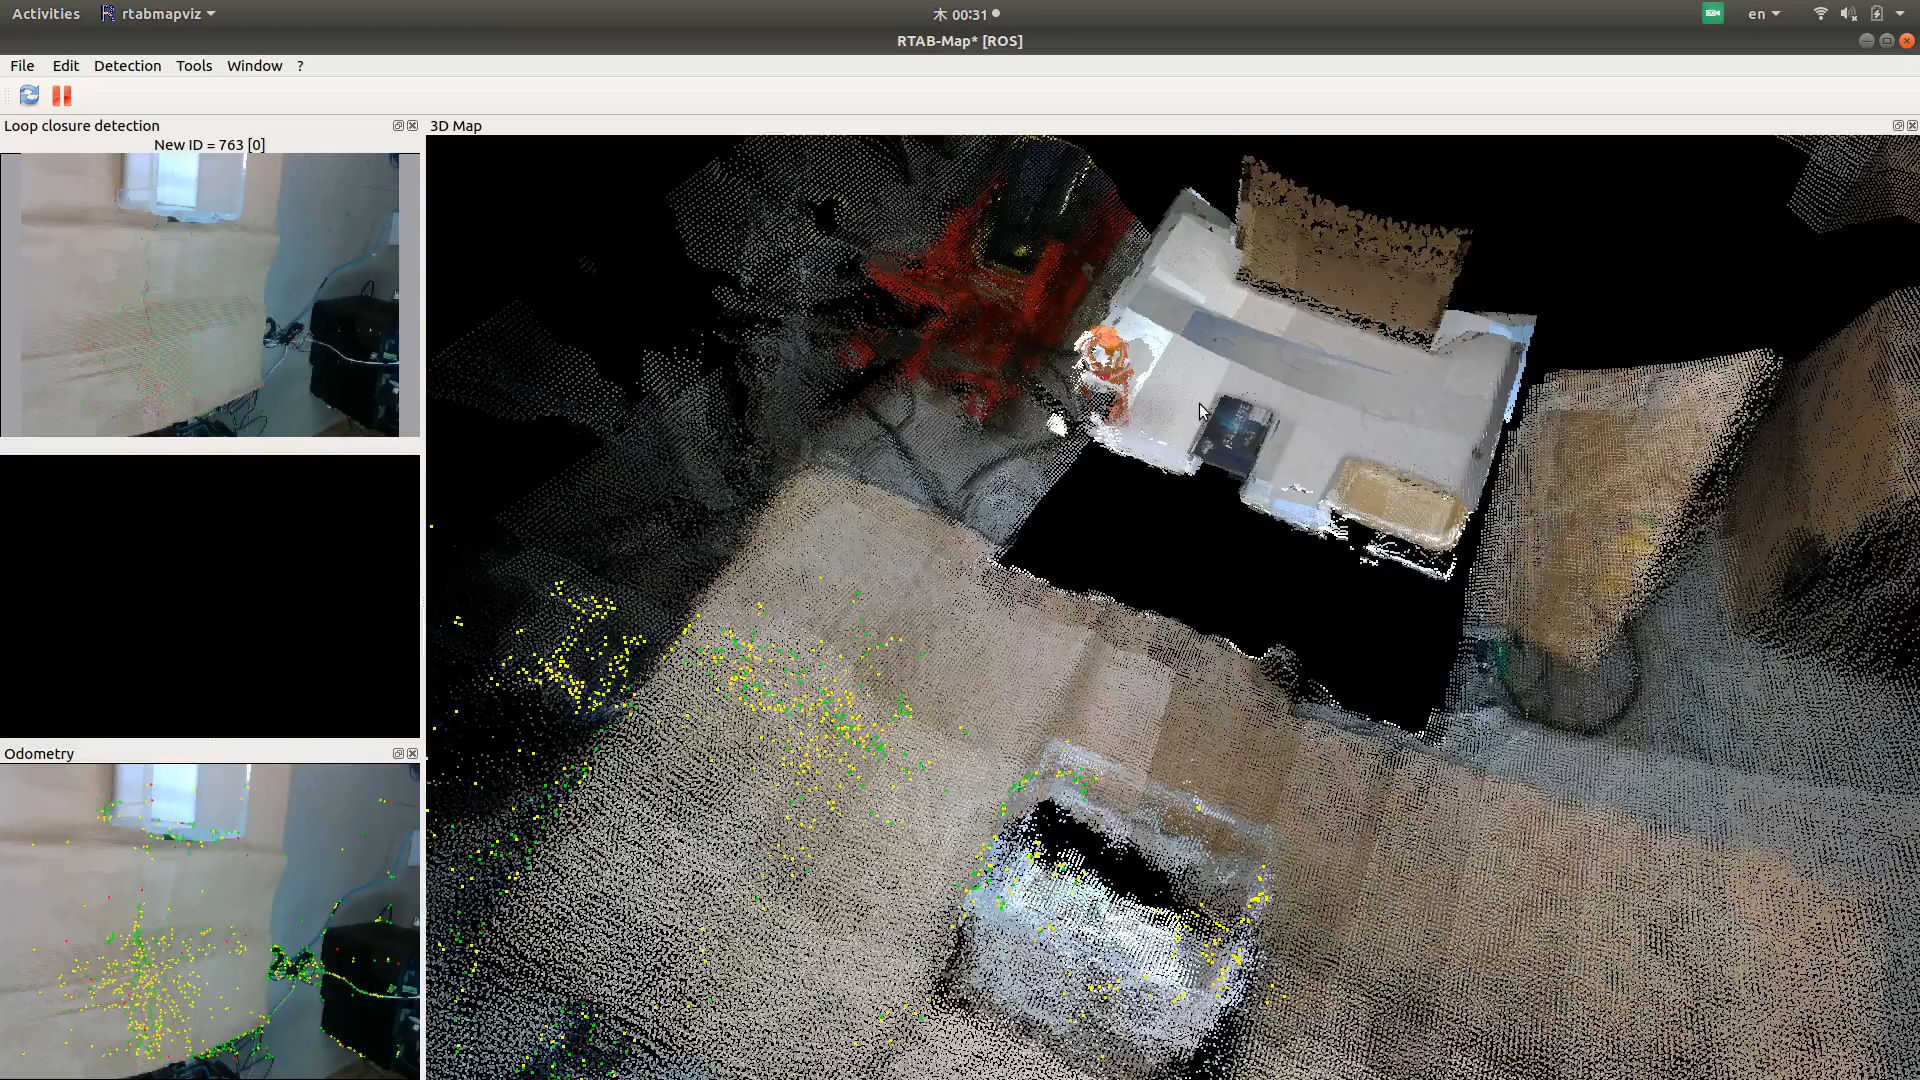 Activities rtabmapviz 木 00:31 en
RTAB-Map* [ROS]
File Edit Detection Tools Window ?
Loop closure detection
New ID = 763 [0]
3D Map
Odometry